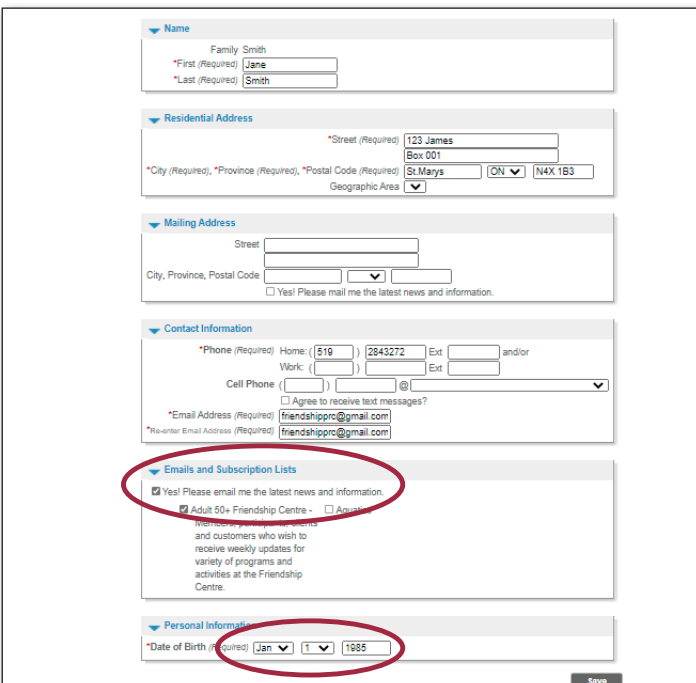 Name
Family Smith
*First (Required) Jane
*Last (Required) Smith
Residential Address
*Street (Required) 123 James
Box 001
*City (Required), *Province (Required), *Postal Code (Required) St.Marys ON N4X 1B3
Geographic Area
Mailing Address
Street
City, Province, Postal Code
Yes! Please mail me the latest news and information.
Contact Information
*Phone (Required) Home: ( 519 ) 2843272 Ext and/or
Work: ( ) Ext
Cell Phone ( ) @
Agree to receive text messages?
*Email Address (Required) friendshipprc@gmail.com
*Re-enter Email Address (Required) friendshipprc@gmail.com
Emails and Subscription Lists
Yes! Please email me the latest news and information.
Adult 50+ Friendship Centre - Aquatics
Members, participants, clients
and customers who wish to
receive weekly updates for
variety of programs and
activities at the Friendship
Centre.
Personal Information
*Date of Birth (Required) Jan 1 1985
Save